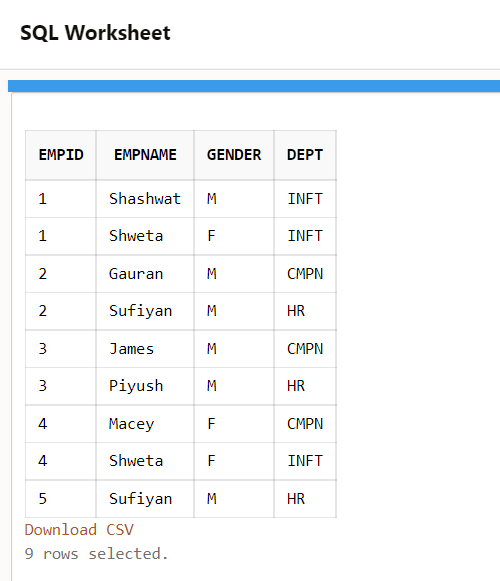 SQL Worksheet
EMPID EMPNAME GENDER DEPT
1 Shashwat M INFT
1 Shweta F INFT
2 Gauran M CMPN
2 Sufiyan M HR
3 James M CMPN
3 Piyush M HR
4 Macey F CMPN
4 Shweta F INFT
5 Sufiyan M HR
Download CSV
9 rows selected.